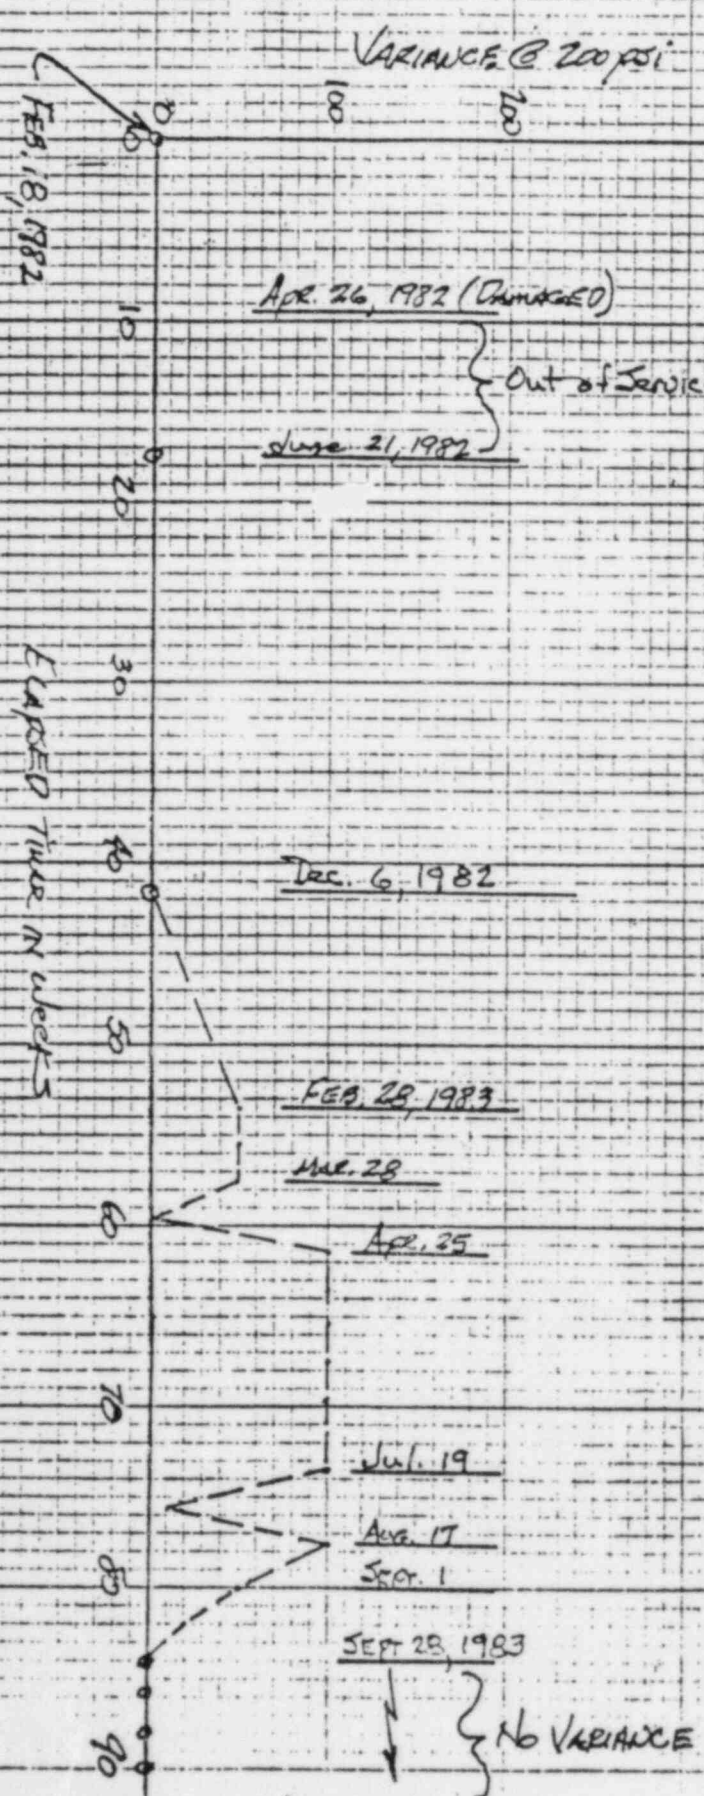 VARIANCE @ 200 psi
0
100
200
0
FEB. 18, 1982
Apr. 26, 1982 (DAMAGED)
10
Out of Servic
June 21, 1982
20
30
ELAPSED TIME IN WEEKS
40
Dec. 6, 1982
50
FEB. 28, 1983
Mar. 28
60
Apr. 25
70
Jul. 19
Aug. 17
80
Sept. 1
SEPT 28, 1983
No VARIANCE
90